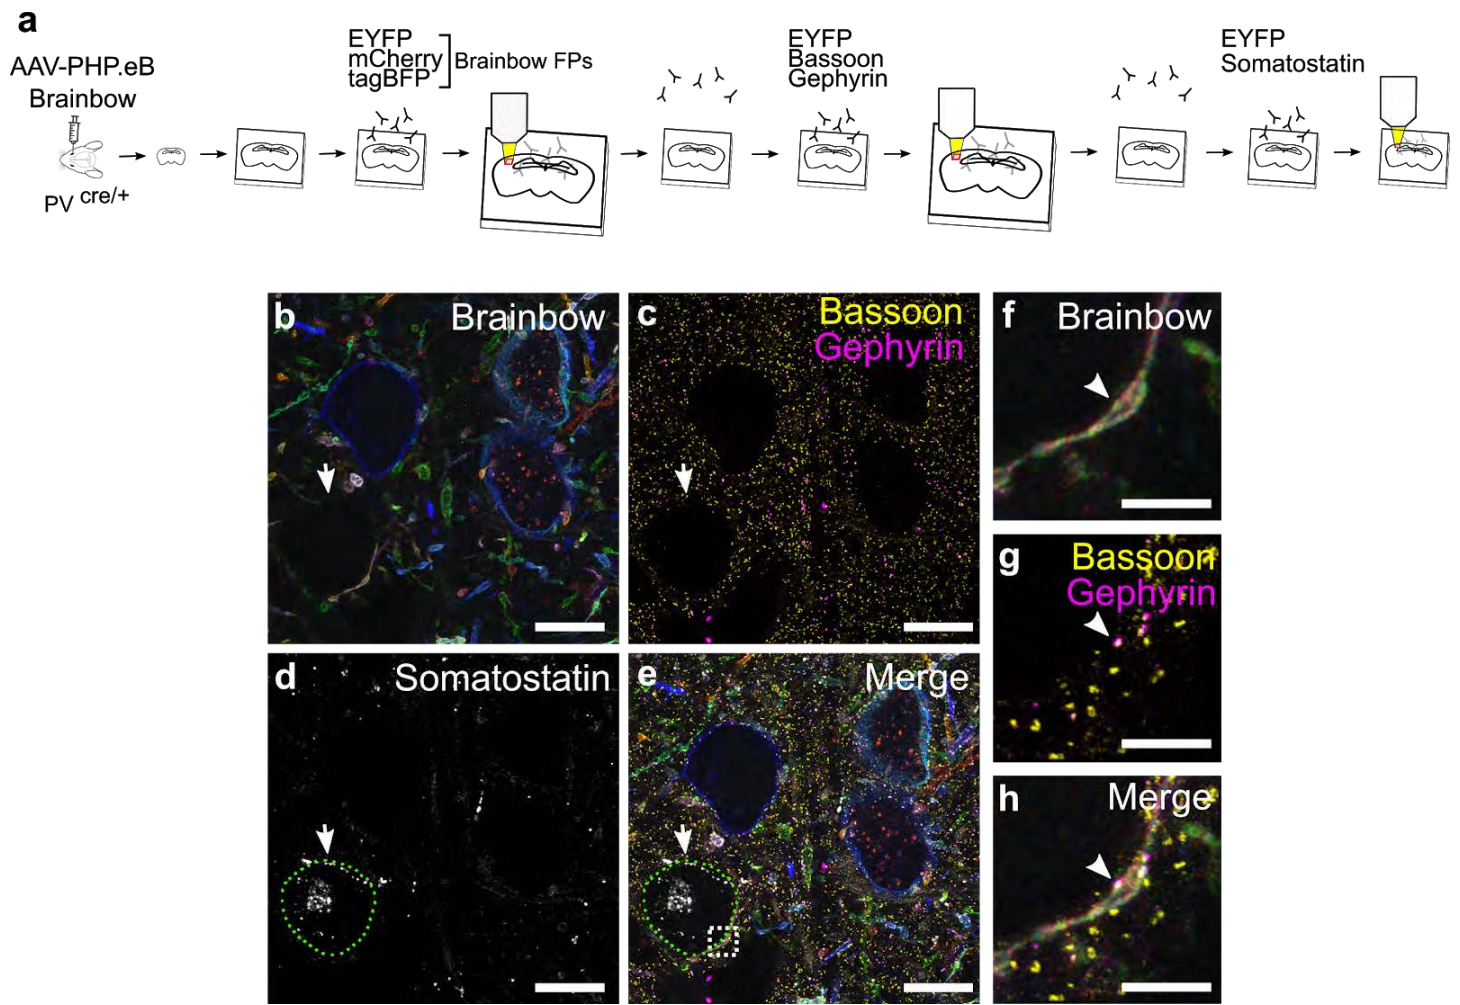 a
AAV-PHP.eB
Brainbow
PV cre/+
EYFP
mCherry
tagBFP
Brainbow FPs
EYFP
Bassoon
Gephyrin
EYFP
Somatostatin
b Brainbow
c Bassoon
Gephyrin
d Somatostatin
e Merge
f Brainbow
g Bassoon
Gephyrin
h Merge